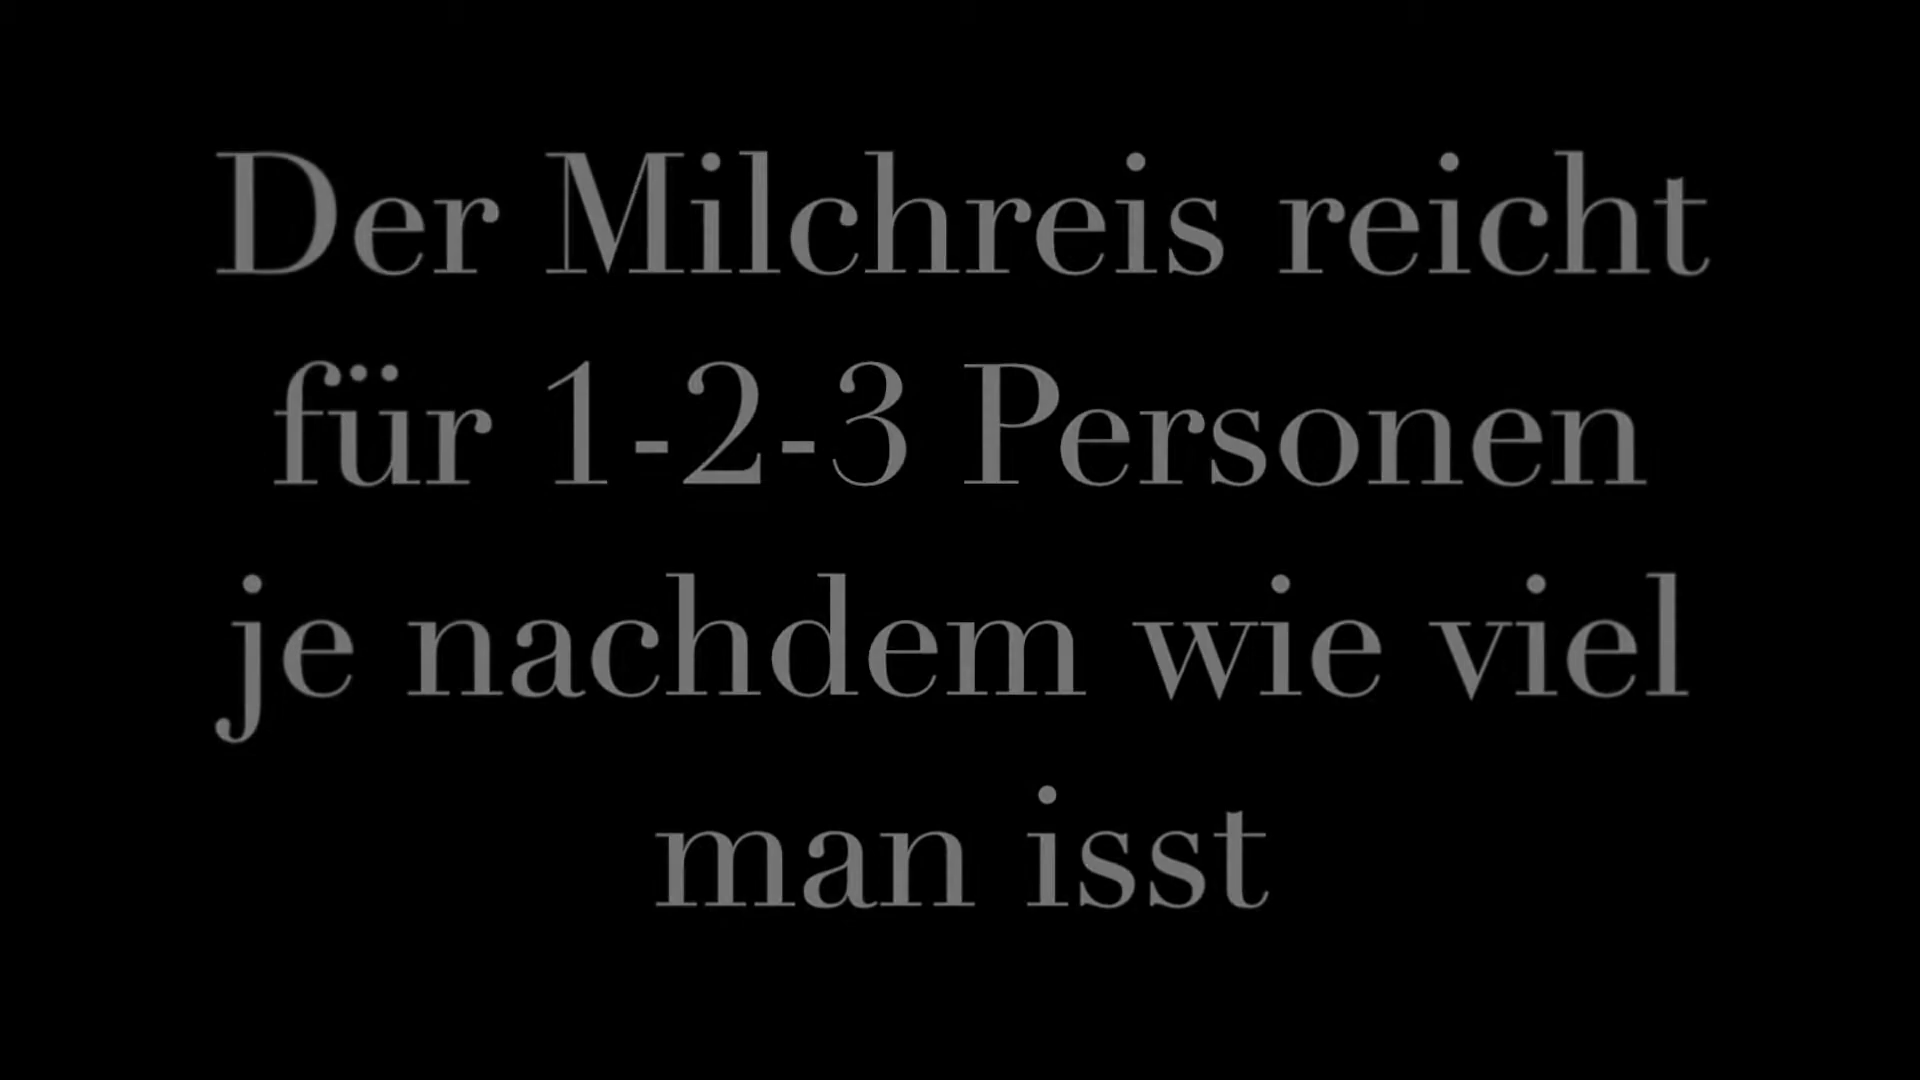 Der Milchreis reicht
für 1-2-3 Personen
je nachdem wie viel
man isst